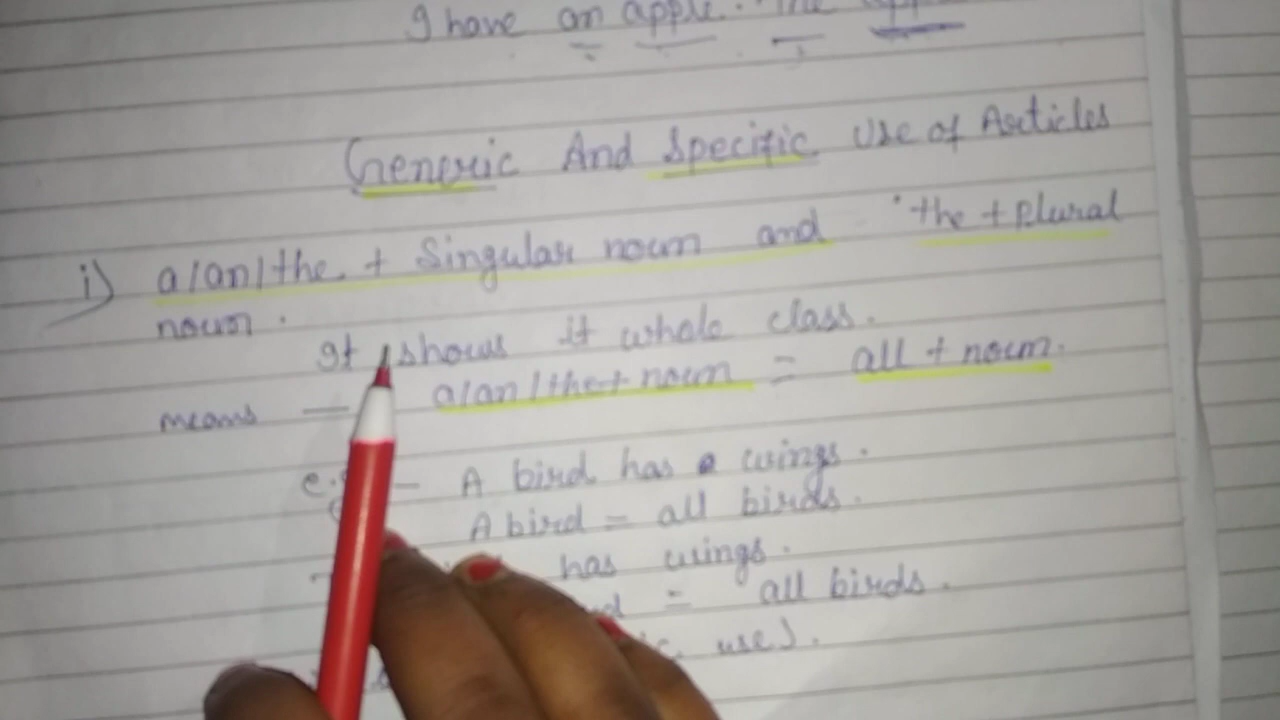 I have an apple. The
Generic And Specific Use of Articles
i) a/an/the + Singular noun and the + plural
noun.
It shows it whole class.
means — a/an/the + noun = all + noun.
e.g — A bird has wings.
A bird = all birds.
has wings.
= all birds.
use).